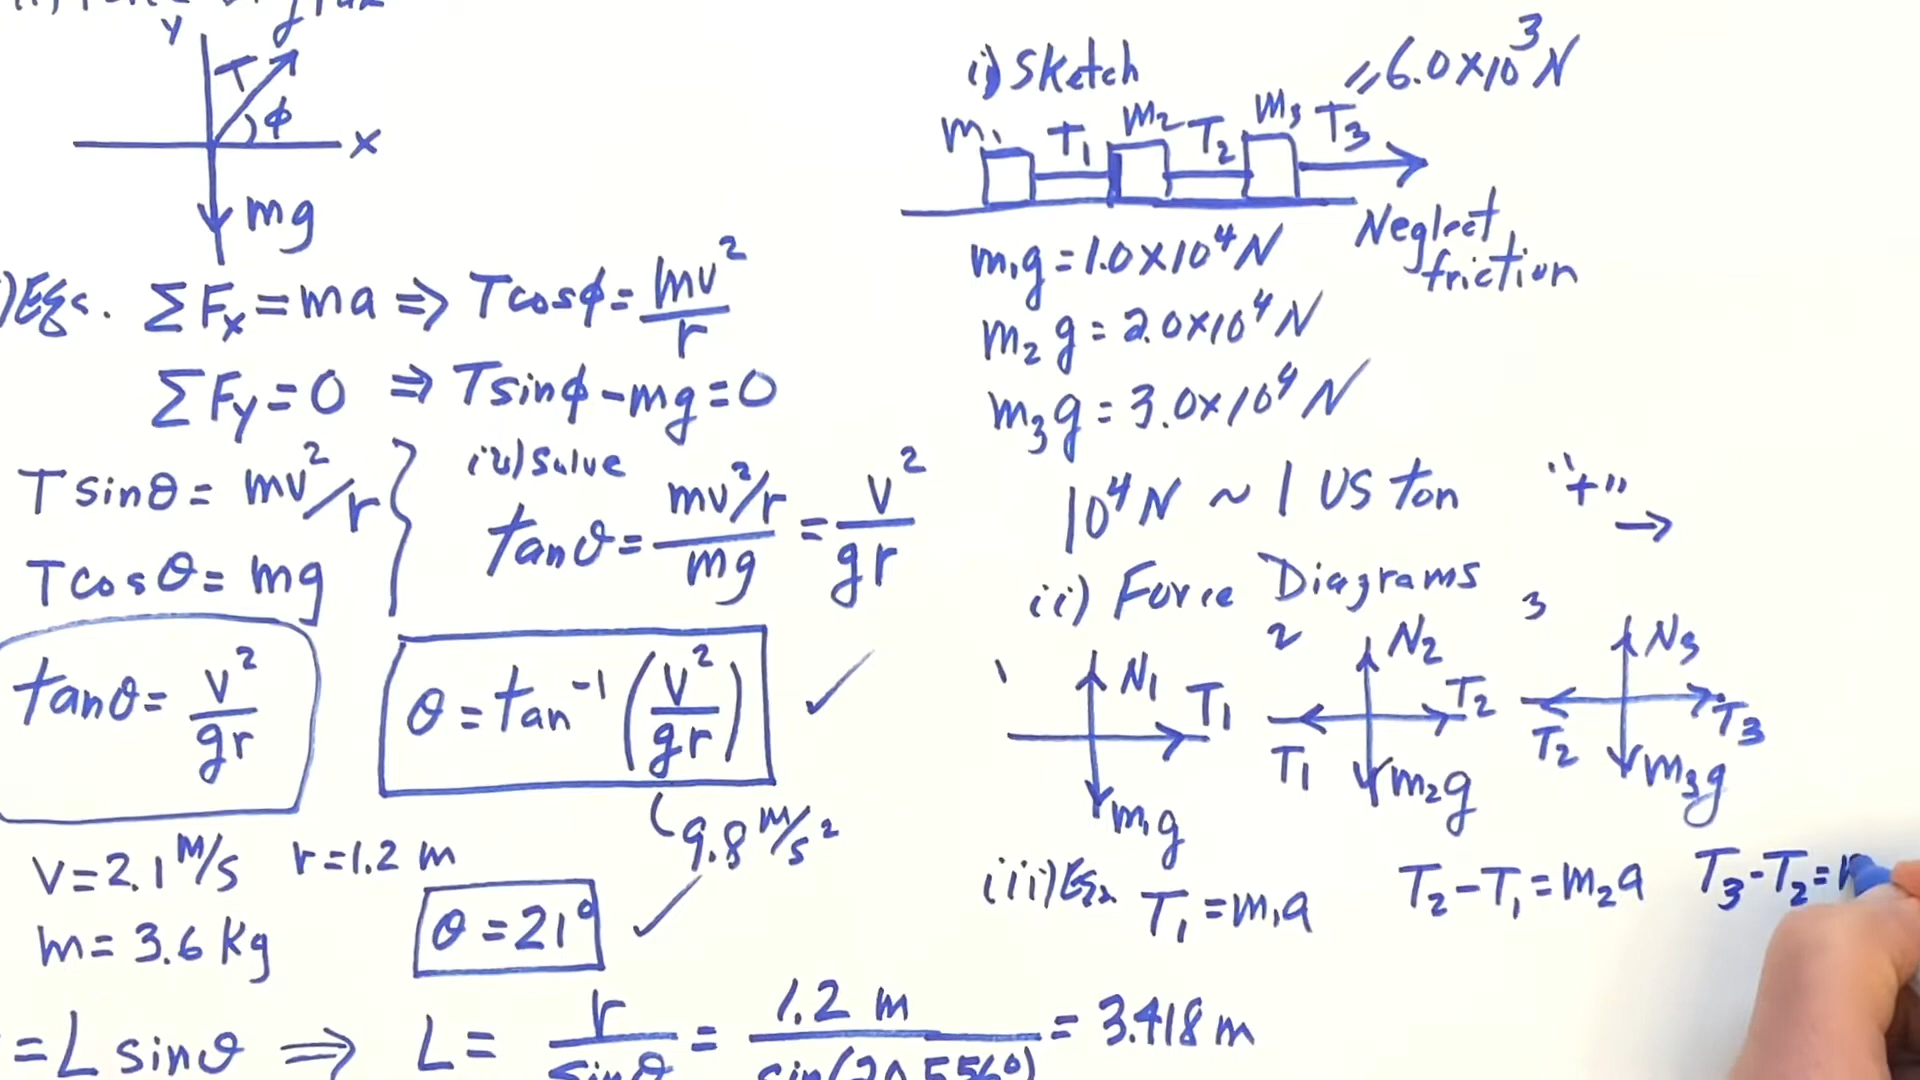 y
T
ϕ
x
mg
)Eqs. ΣFx = ma ⇒ Tcosϕ = mv²/r
ΣFy = 0 ⇒ Tsinϕ - mg = 0
Tsinθ = mv²/r
Tcosθ = mg
iv) Solve
tanθ = (mv²/r)/mg = v²/gr
tanθ = v²/gr
θ = tan⁻¹(v²/gr) ✓
9.8 m/s²
v = 2.1 m/s r = 1.2 m
m = 3.6 Kg
θ = 21° ✓
= L sinθ ⇒ L = r/sinθ = 1.2 m/sin(20.556°) = 3.418 m
i) Sketch
= 6.0×10³ N
m₁ T₁ m₂ T₂ m₃ T₃
Neglect
friction
m₁g = 1.0×10⁴ N
m₂g = 2.0×10⁴ N
m₃g = 3.0×10⁴ N
10⁴ N ~ 1 US ton "+" →
ii) Force Diagrams
1 N₁ T₁ m₁g
2 N₂ T₂ T₁ m₂g
3 N₃ T₃ T₂ m₃g
iii) Eqs. T₁ = m₁a T₂ - T₁ = m₂a T₃ - T₂ =